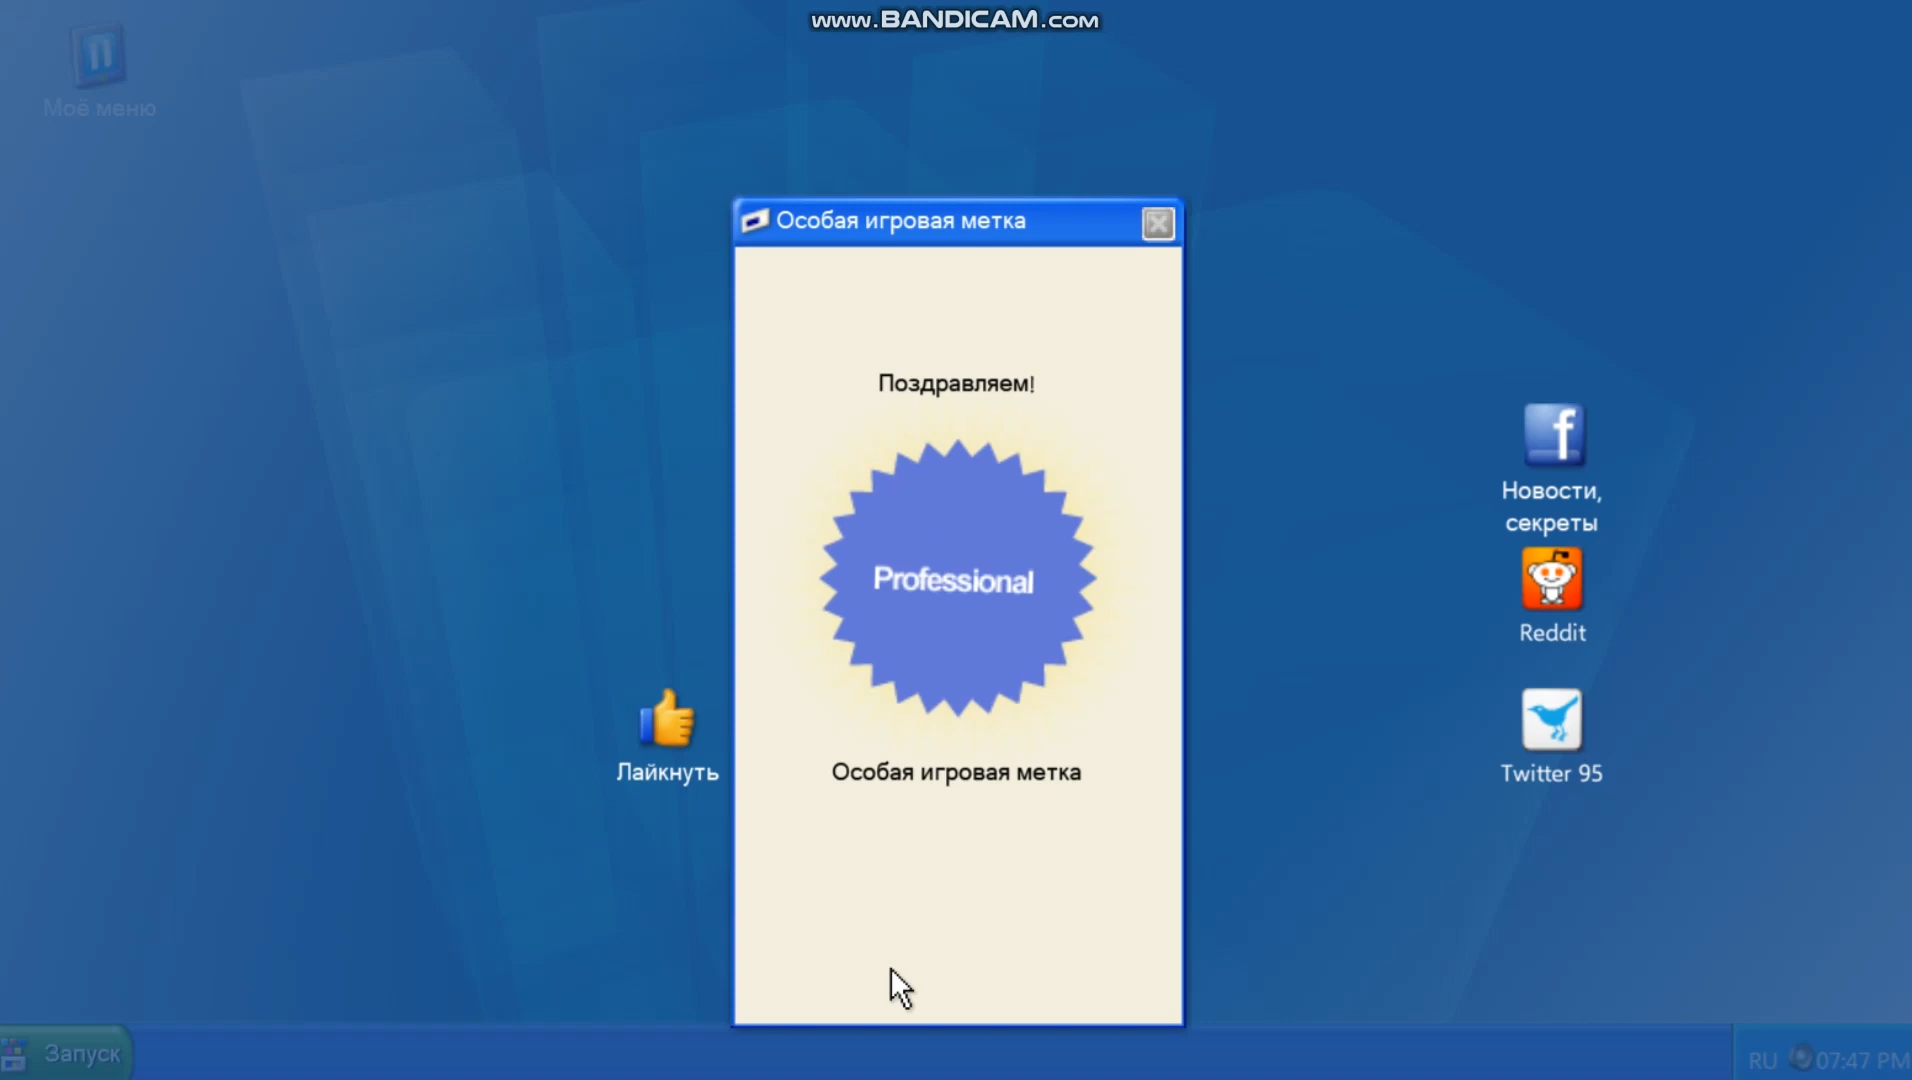 www.BANDICAM.com
Моё меню
Особая игровая метка
Поздравляем!
Professional
Особая игровая метка
Лайкнуть
Новости,
секреты
Reddit
Twitter 95
Запуск
RU 07:47 PM